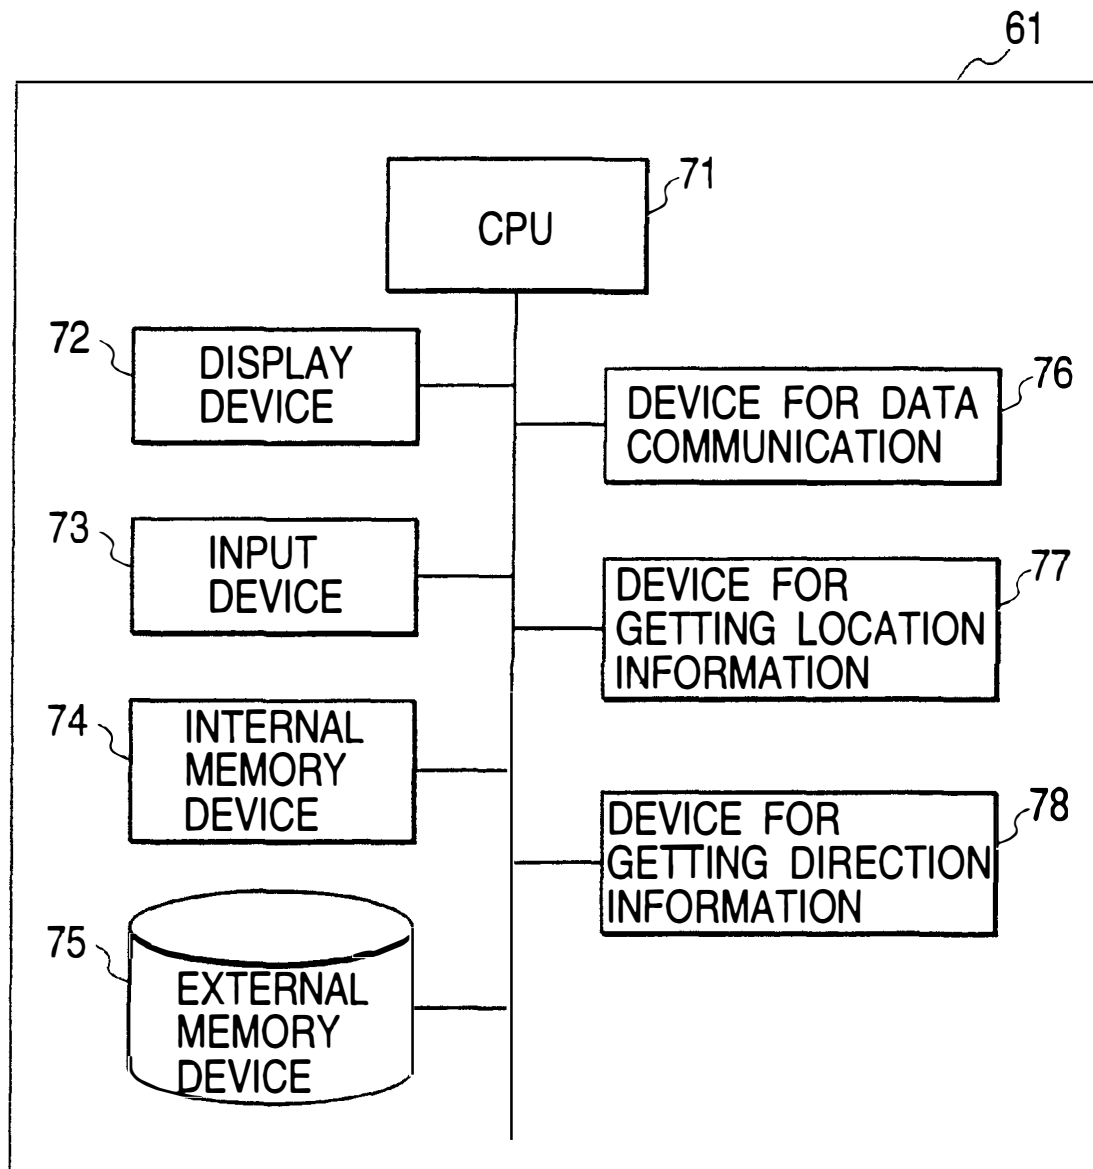 61
71
CPU
72
DISPLAY
DEVICE
76
DEVICE FOR DATA
COMMUNICATION
73
INPUT
DEVICE
77
DEVICE FOR
GETTING LOCATION
INFORMATION
74
INTERNAL
MEMORY
DEVICE
78
DEVICE FOR
GETTING DIRECTION
INFORMATION
75
EXTERNAL
MEMORY
DEVICE